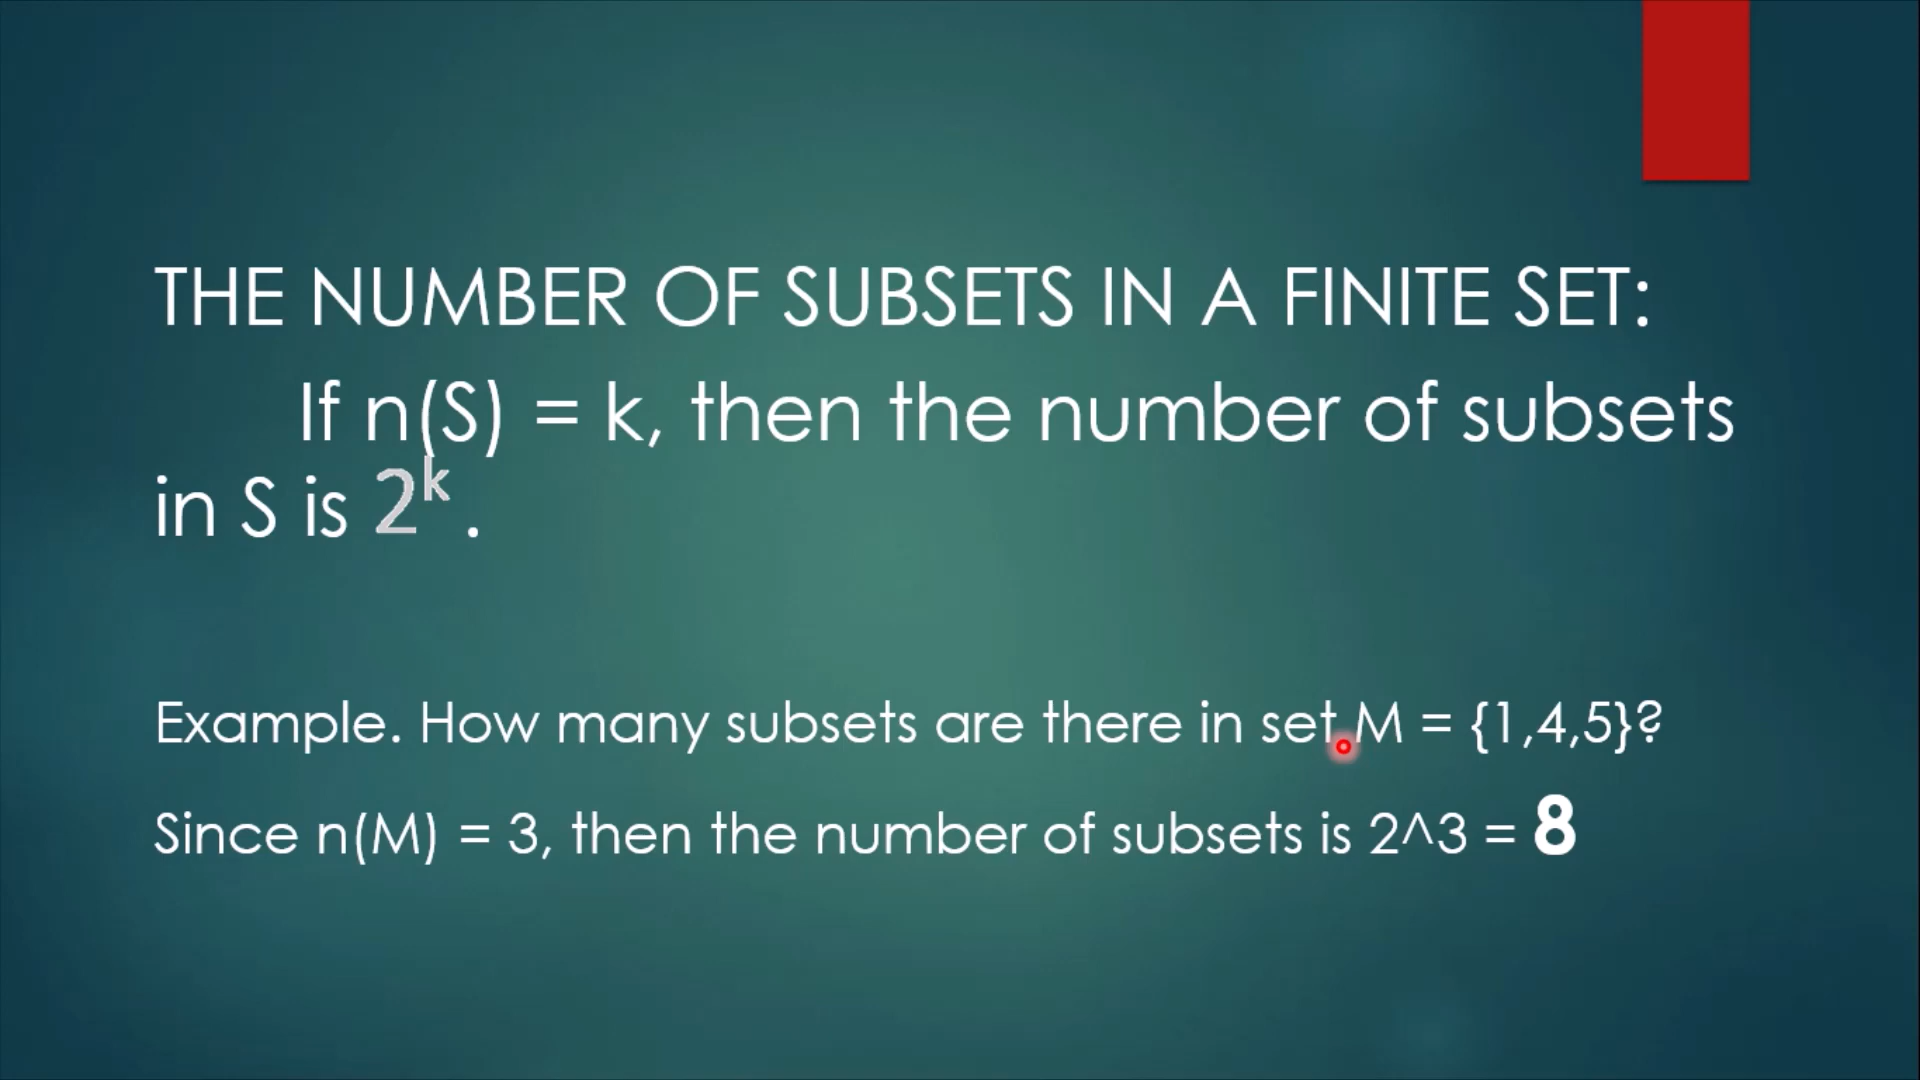 THE NUMBER OF SUBSETS IN A FINITE SET:
If n(S) = k, then the number of subsets
in S is 2ᵏ.
Example. How many subsets are there in set M = {1,4,5}?
Since n(M) = 3, then the number of subsets is 2^3 = 8